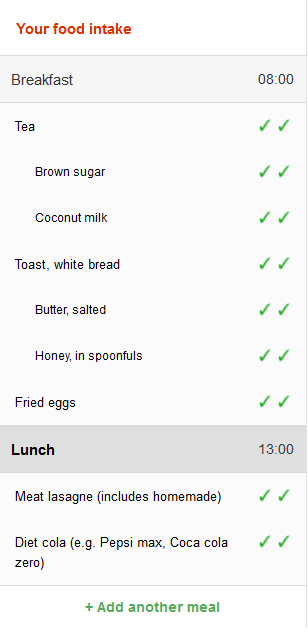 Your food intake
Breakfast 08:00
Tea ✓ ✓
Brown sugar ✓ ✓
Coconut milk ✓ ✓
Toast, white bread ✓ ✓
Butter, salted ✓ ✓
Honey, in spoonfuls ✓ ✓
Fried eggs ✓ ✓
Lunch 13:00
Meat lasagne (includes homemade) ✓ ✓
Diet cola (e.g. Pepsi max, Coca cola ✓ ✓
zero)
+ Add another meal